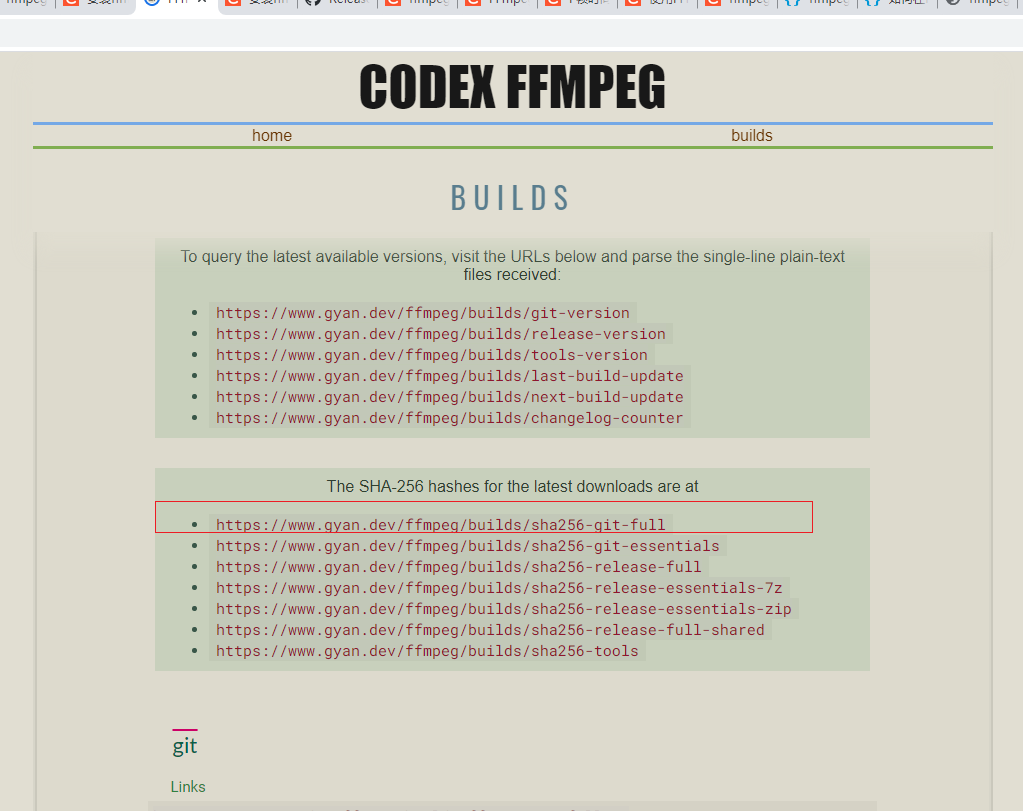 CODEX FFMPEG
home builds
BUILDS
To query the latest available versions, visit the URLs below and parse the single-line plain-text
files received:
https://www.gyan.dev/ffmpeg/builds/git-version
https://www.gyan.dev/ffmpeg/builds/release-version
https://www.gyan.dev/ffmpeg/builds/tools-version
https://www.gyan.dev/ffmpeg/builds/last-build-update
https://www.gyan.dev/ffmpeg/builds/next-build-update
https://www.gyan.dev/ffmpeg/builds/changelog-counter
The SHA-256 hashes for the latest downloads are at
https://www.gyan.dev/ffmpeg/builds/sha256-git-full
https://www.gyan.dev/ffmpeg/builds/sha256-git-essentials
https://www.gyan.dev/ffmpeg/builds/sha256-release-full
https://www.gyan.dev/ffmpeg/builds/sha256-release-essentials-7z
https://www.gyan.dev/ffmpeg/builds/sha256-release-essentials-zip
https://www.gyan.dev/ffmpeg/builds/sha256-release-full-shared
https://www.gyan.dev/ffmpeg/builds/sha256-tools
git
Links